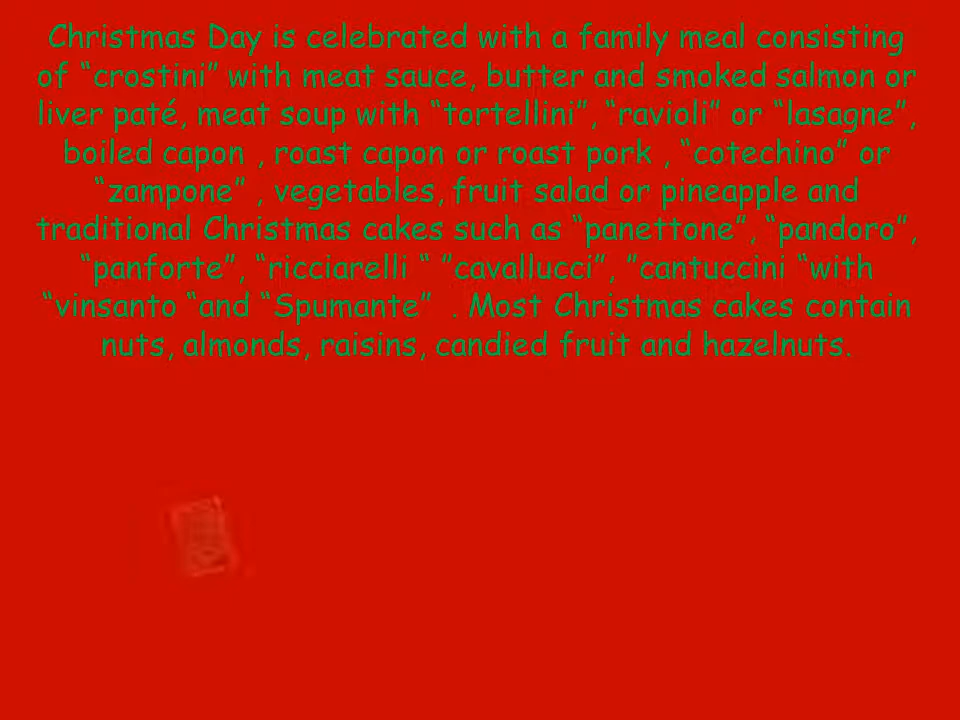 Christmas Day is celebrated with a family meal consisting
of “crostini” with meat sauce, butter and smoked salmon or
liver paté, meat soup with “tortellini”, “ravioli” or “lasagne”,
boiled capon , roast capon or roast pork , “cotechino” or
“zampone” , vegetables, fruit salad or pineapple and
traditional Christmas cakes such as “panettone”, “pandoro”,
“panforte”, “ricciarelli “ ”cavallucci”, ”cantuccini “with
“vinsanto “and “Spumante” . Most Christmas cakes contain
nuts, almonds, raisins, candied fruit and hazelnuts.